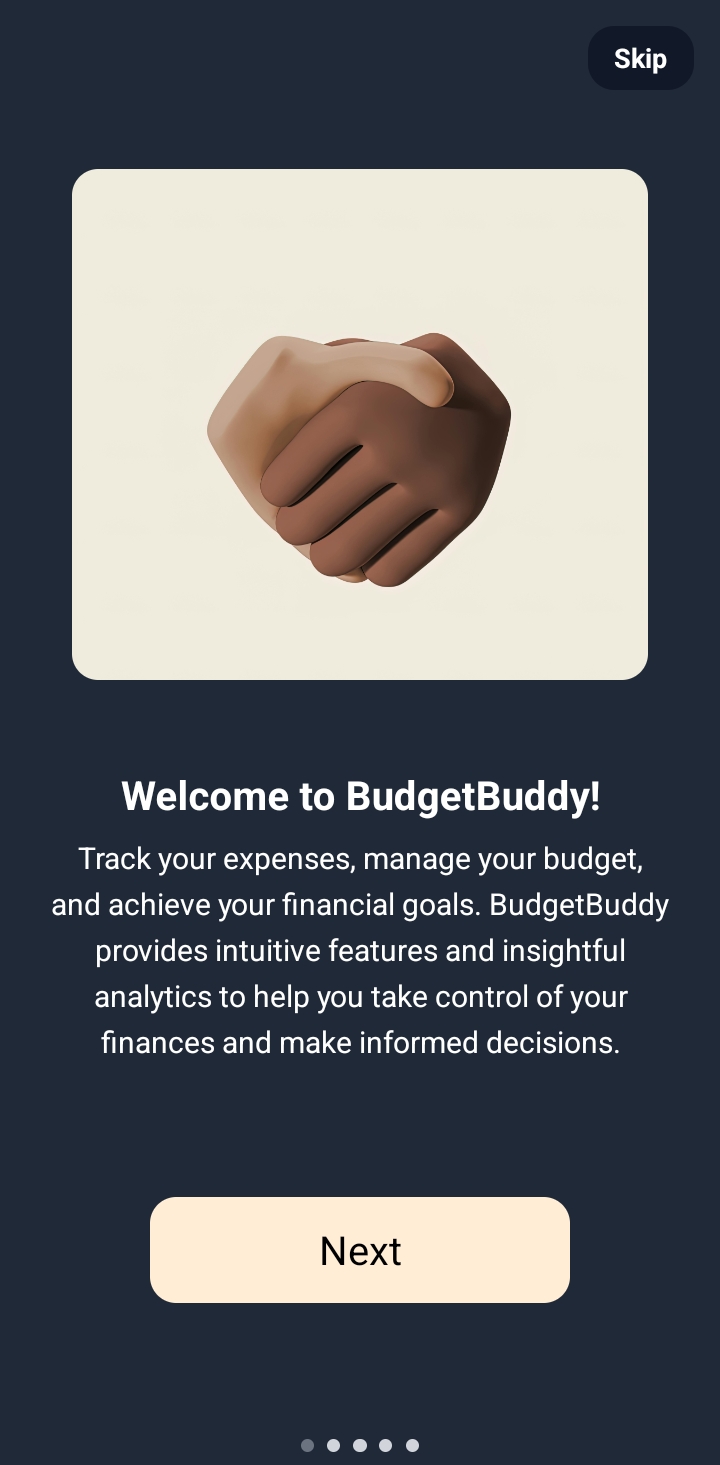 Skip
Welcome to BudgetBuddy!
Track your expenses, manage your budget,
and achieve your financial goals. BudgetBuddy
provides intuitive features and insightful
analytics to help you take control of your
finances and make informed decisions.
Next